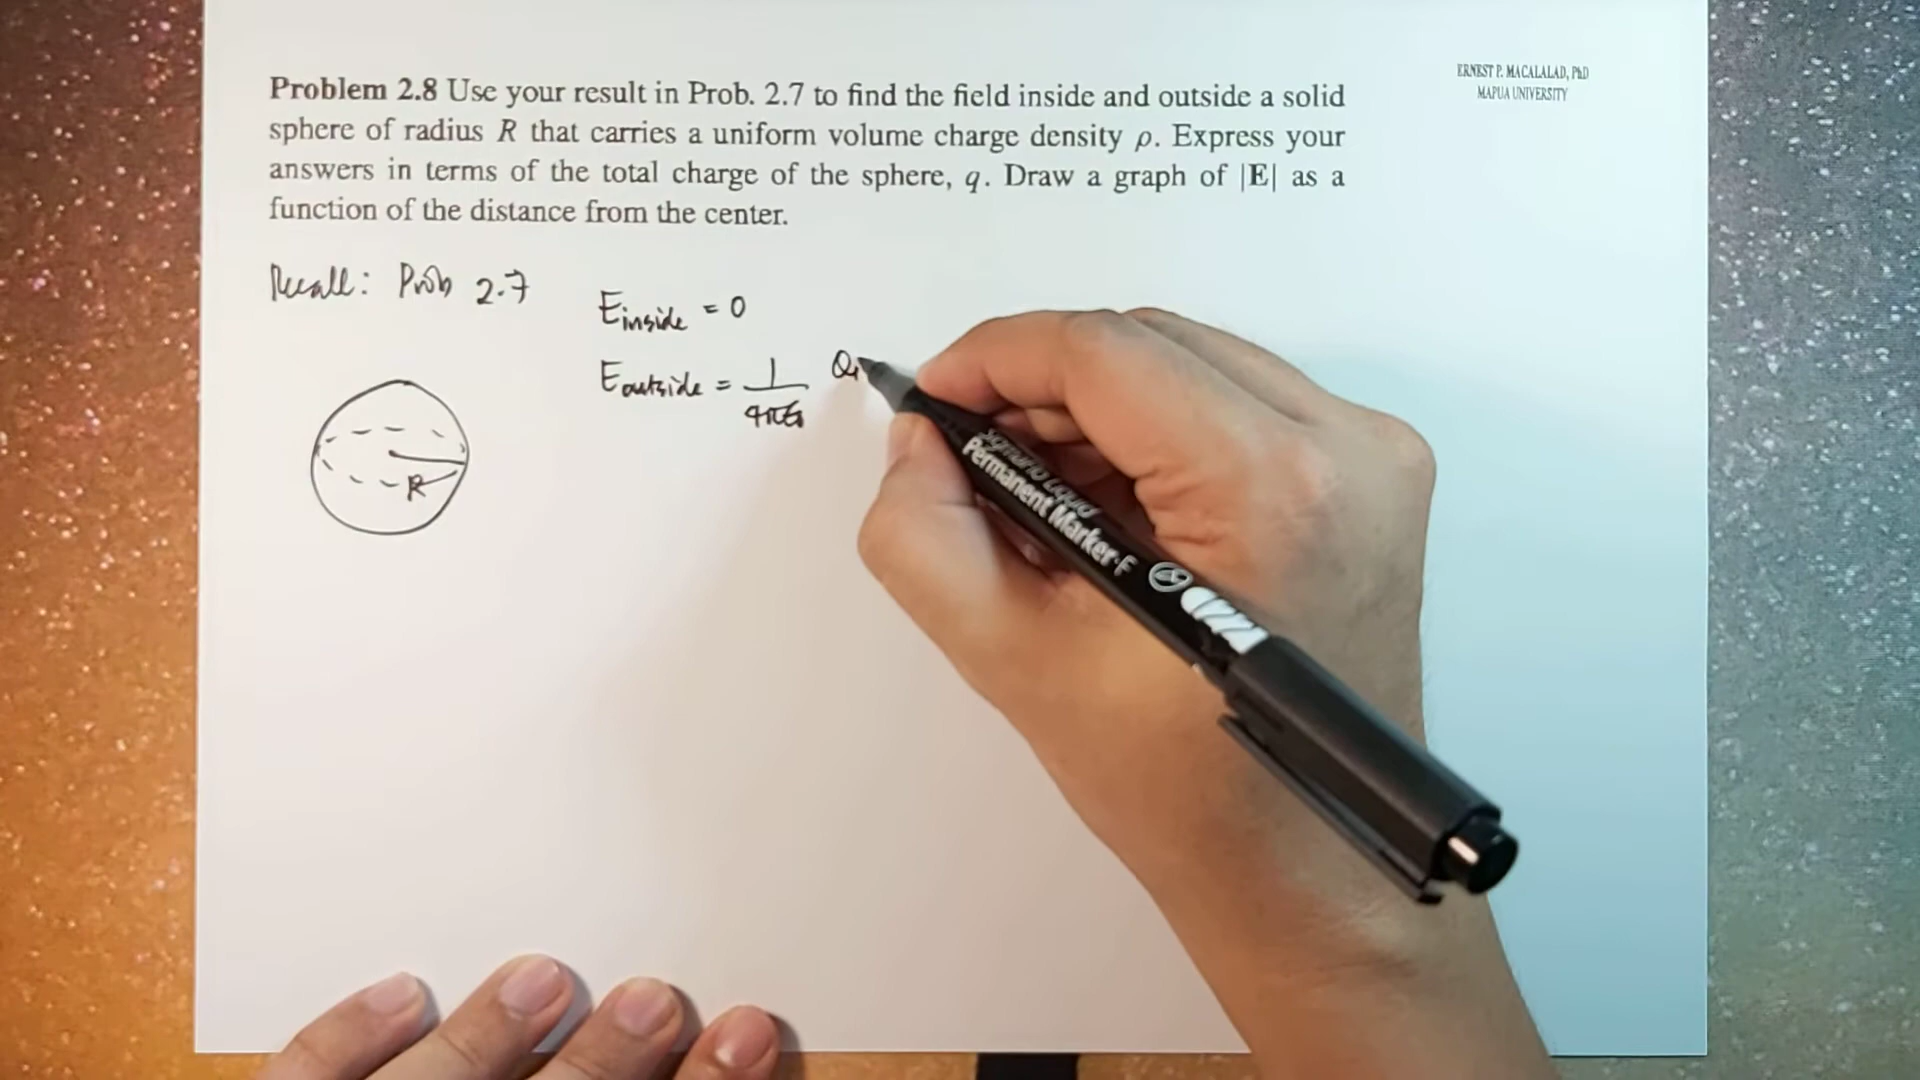 ERNEST P. MACALALAD, PhD
MAPUA UNIVERSITY
Problem 2.8 Use your result in Prob. 2.7 to find the field inside and outside a solid
sphere of radius R that carries a uniform volume charge density ρ. Express your
answers in terms of the total charge of the sphere, q. Draw a graph of |E| as a
function of the distance from the center.
Recall: Prob 2.7
E inside = 0
E outside = 1/4πε₀ Q
R
Permanent Marker-F